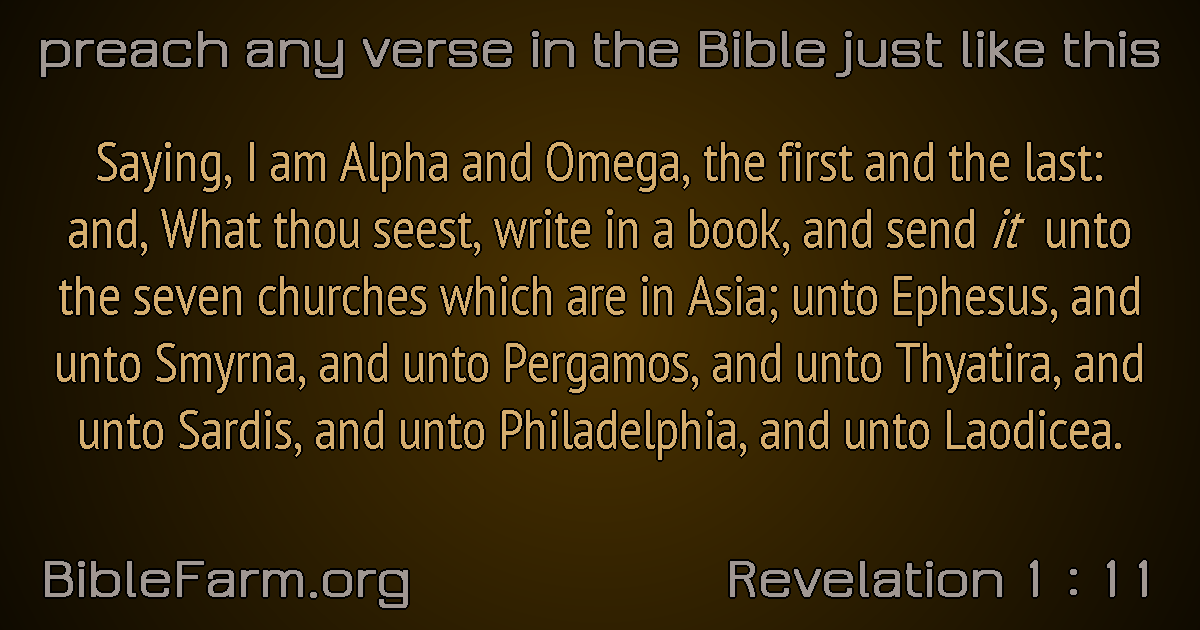 preach any verse in the Bible just like this
Saying, I am Alpha and Omega, the first and the last:
and, What thou seest, write in a book, and send it unto
the seven churches which are in Asia; unto Ephesus, and
unto Smyrna, and unto Pergamos, and unto Thyatira, and
unto Sardis, and unto Philadelphia, and unto Laodicea.
BibleFarm.org
Revelation 1 : 11